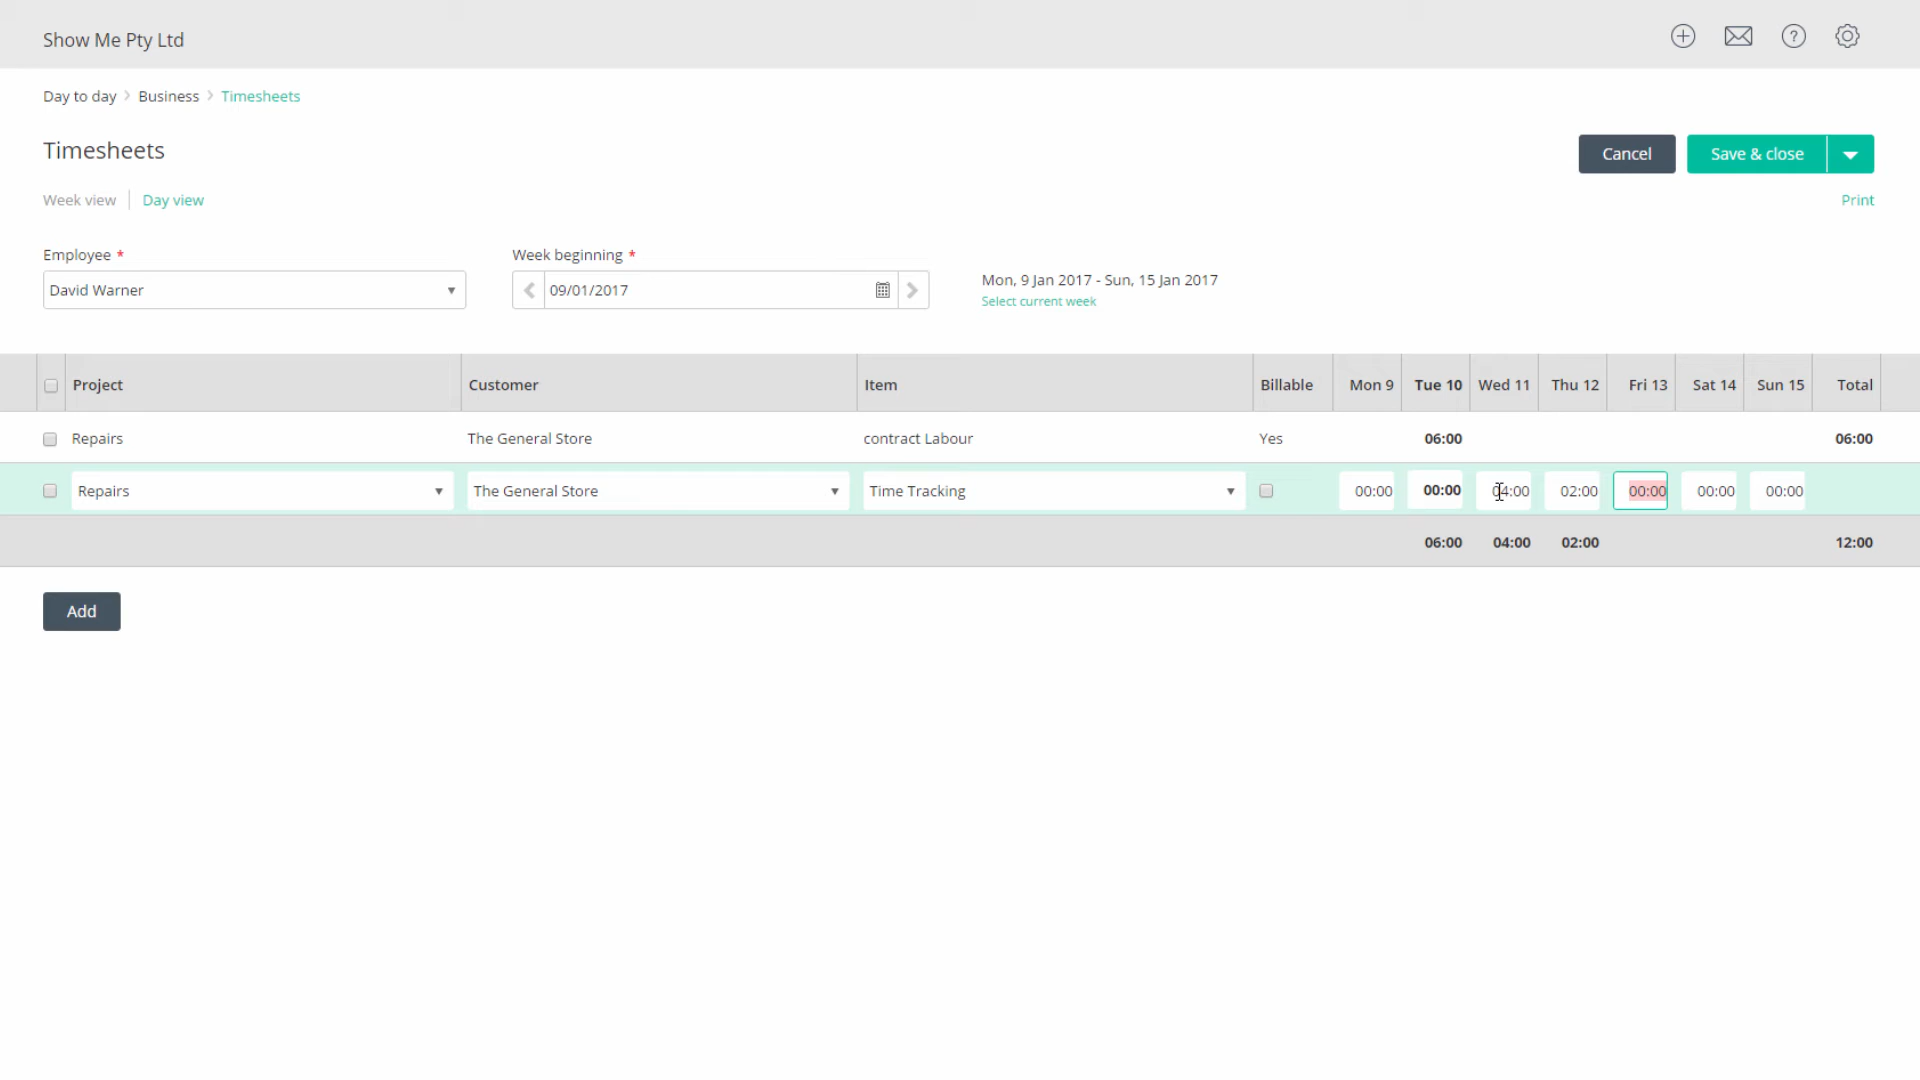 Show Me Pty Ltd
Day to day Business Timesheets
Timesheets
Cancel Save & close
Week view Day view Print
Employee * Week beginning *
David Warner 09/01/2017 Mon, 9 Jan 2017 - Sun, 15 Jan 2017
Select current week
Project Customer Item Billable Mon 9 Tue 10 Wed 11 Thu 12 Fri 13 Sat 14 Sun 15 Total
Repairs The General Store contract Labour Yes 06:00 06:00
Repairs The General Store Time Tracking 00:00 00:00 04:00 02:00 00:00 00:00 00:00
06:00 04:00 02:00 12:00
Add